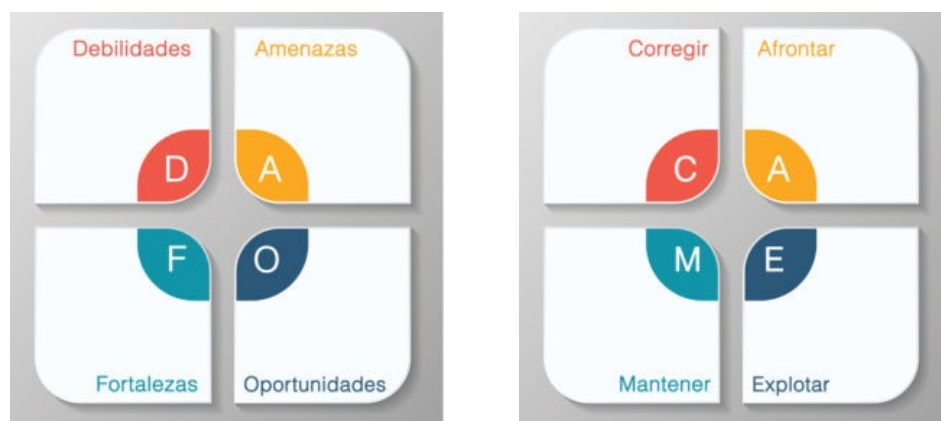 Debilidades
Amenazas
D
A
F
O
Fortalezas
Oportunidades
Corregir
Afrontar
C
A
M
E
Mantener
Explotar